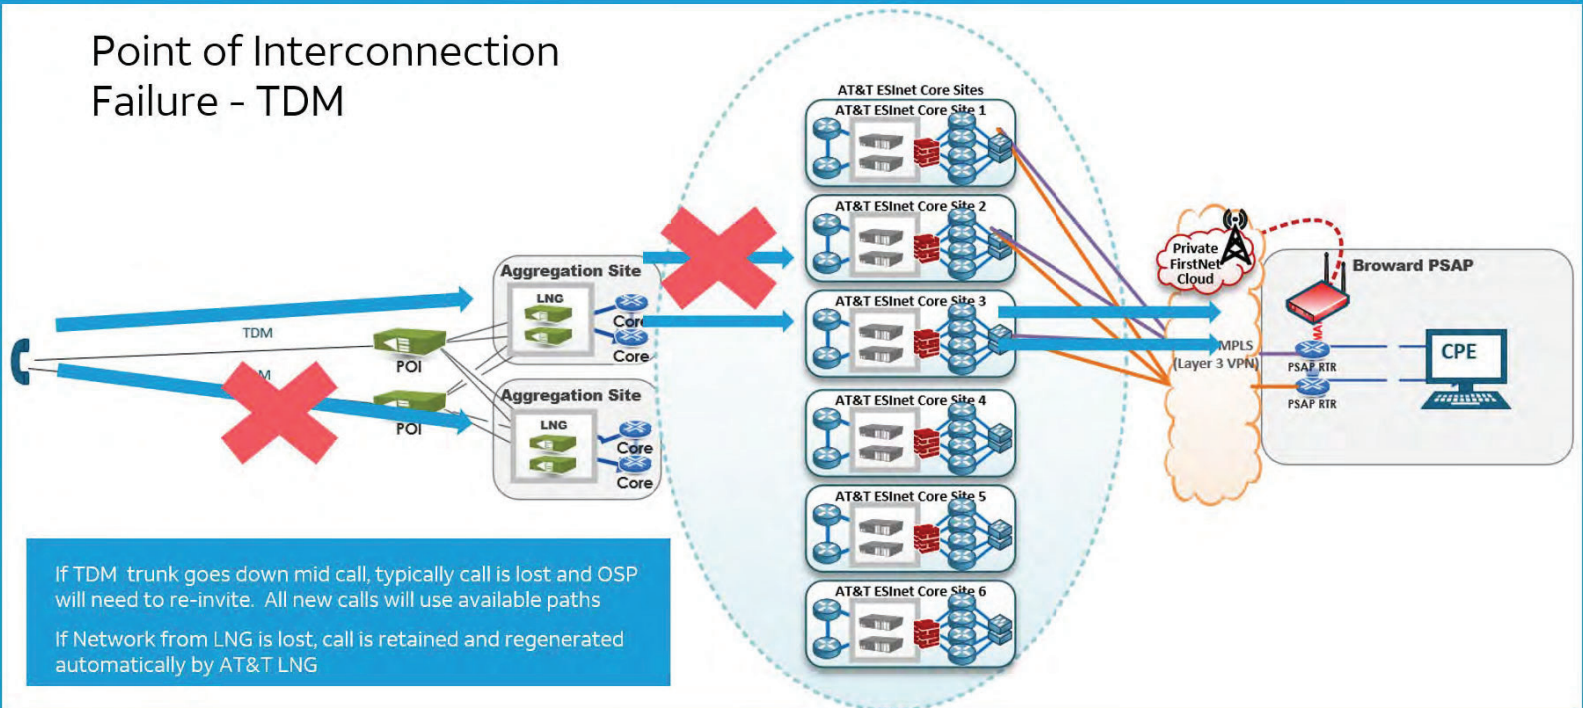 Point of Interconnection
Failure - TDM
AT&T ESInet Core Sites
AT&T ESInet Core Site 1
AT&T ESInet Core Site 2
AT&T ESInet Core Site 3
AT&T ESInet Core Site 4
AT&T ESInet Core Site 5
AT&T ESInet Core Site 6
TDM
POI
POI
Aggregation Site
LNG
Core
Core
Aggregation Site
LNG
Core
Core
Private
FirstNet
Cloud
MPLS
(Layer 3 VPN)
Broward PSAP
PSAP RTR
PSAP RTR
CPE
If TDM trunk goes down mid call, typically call is lost and OSP
will need to re-invite. All new calls will use available paths
If Network from LNG is lost, call is retained and regenerated
automatically by AT&T LNG